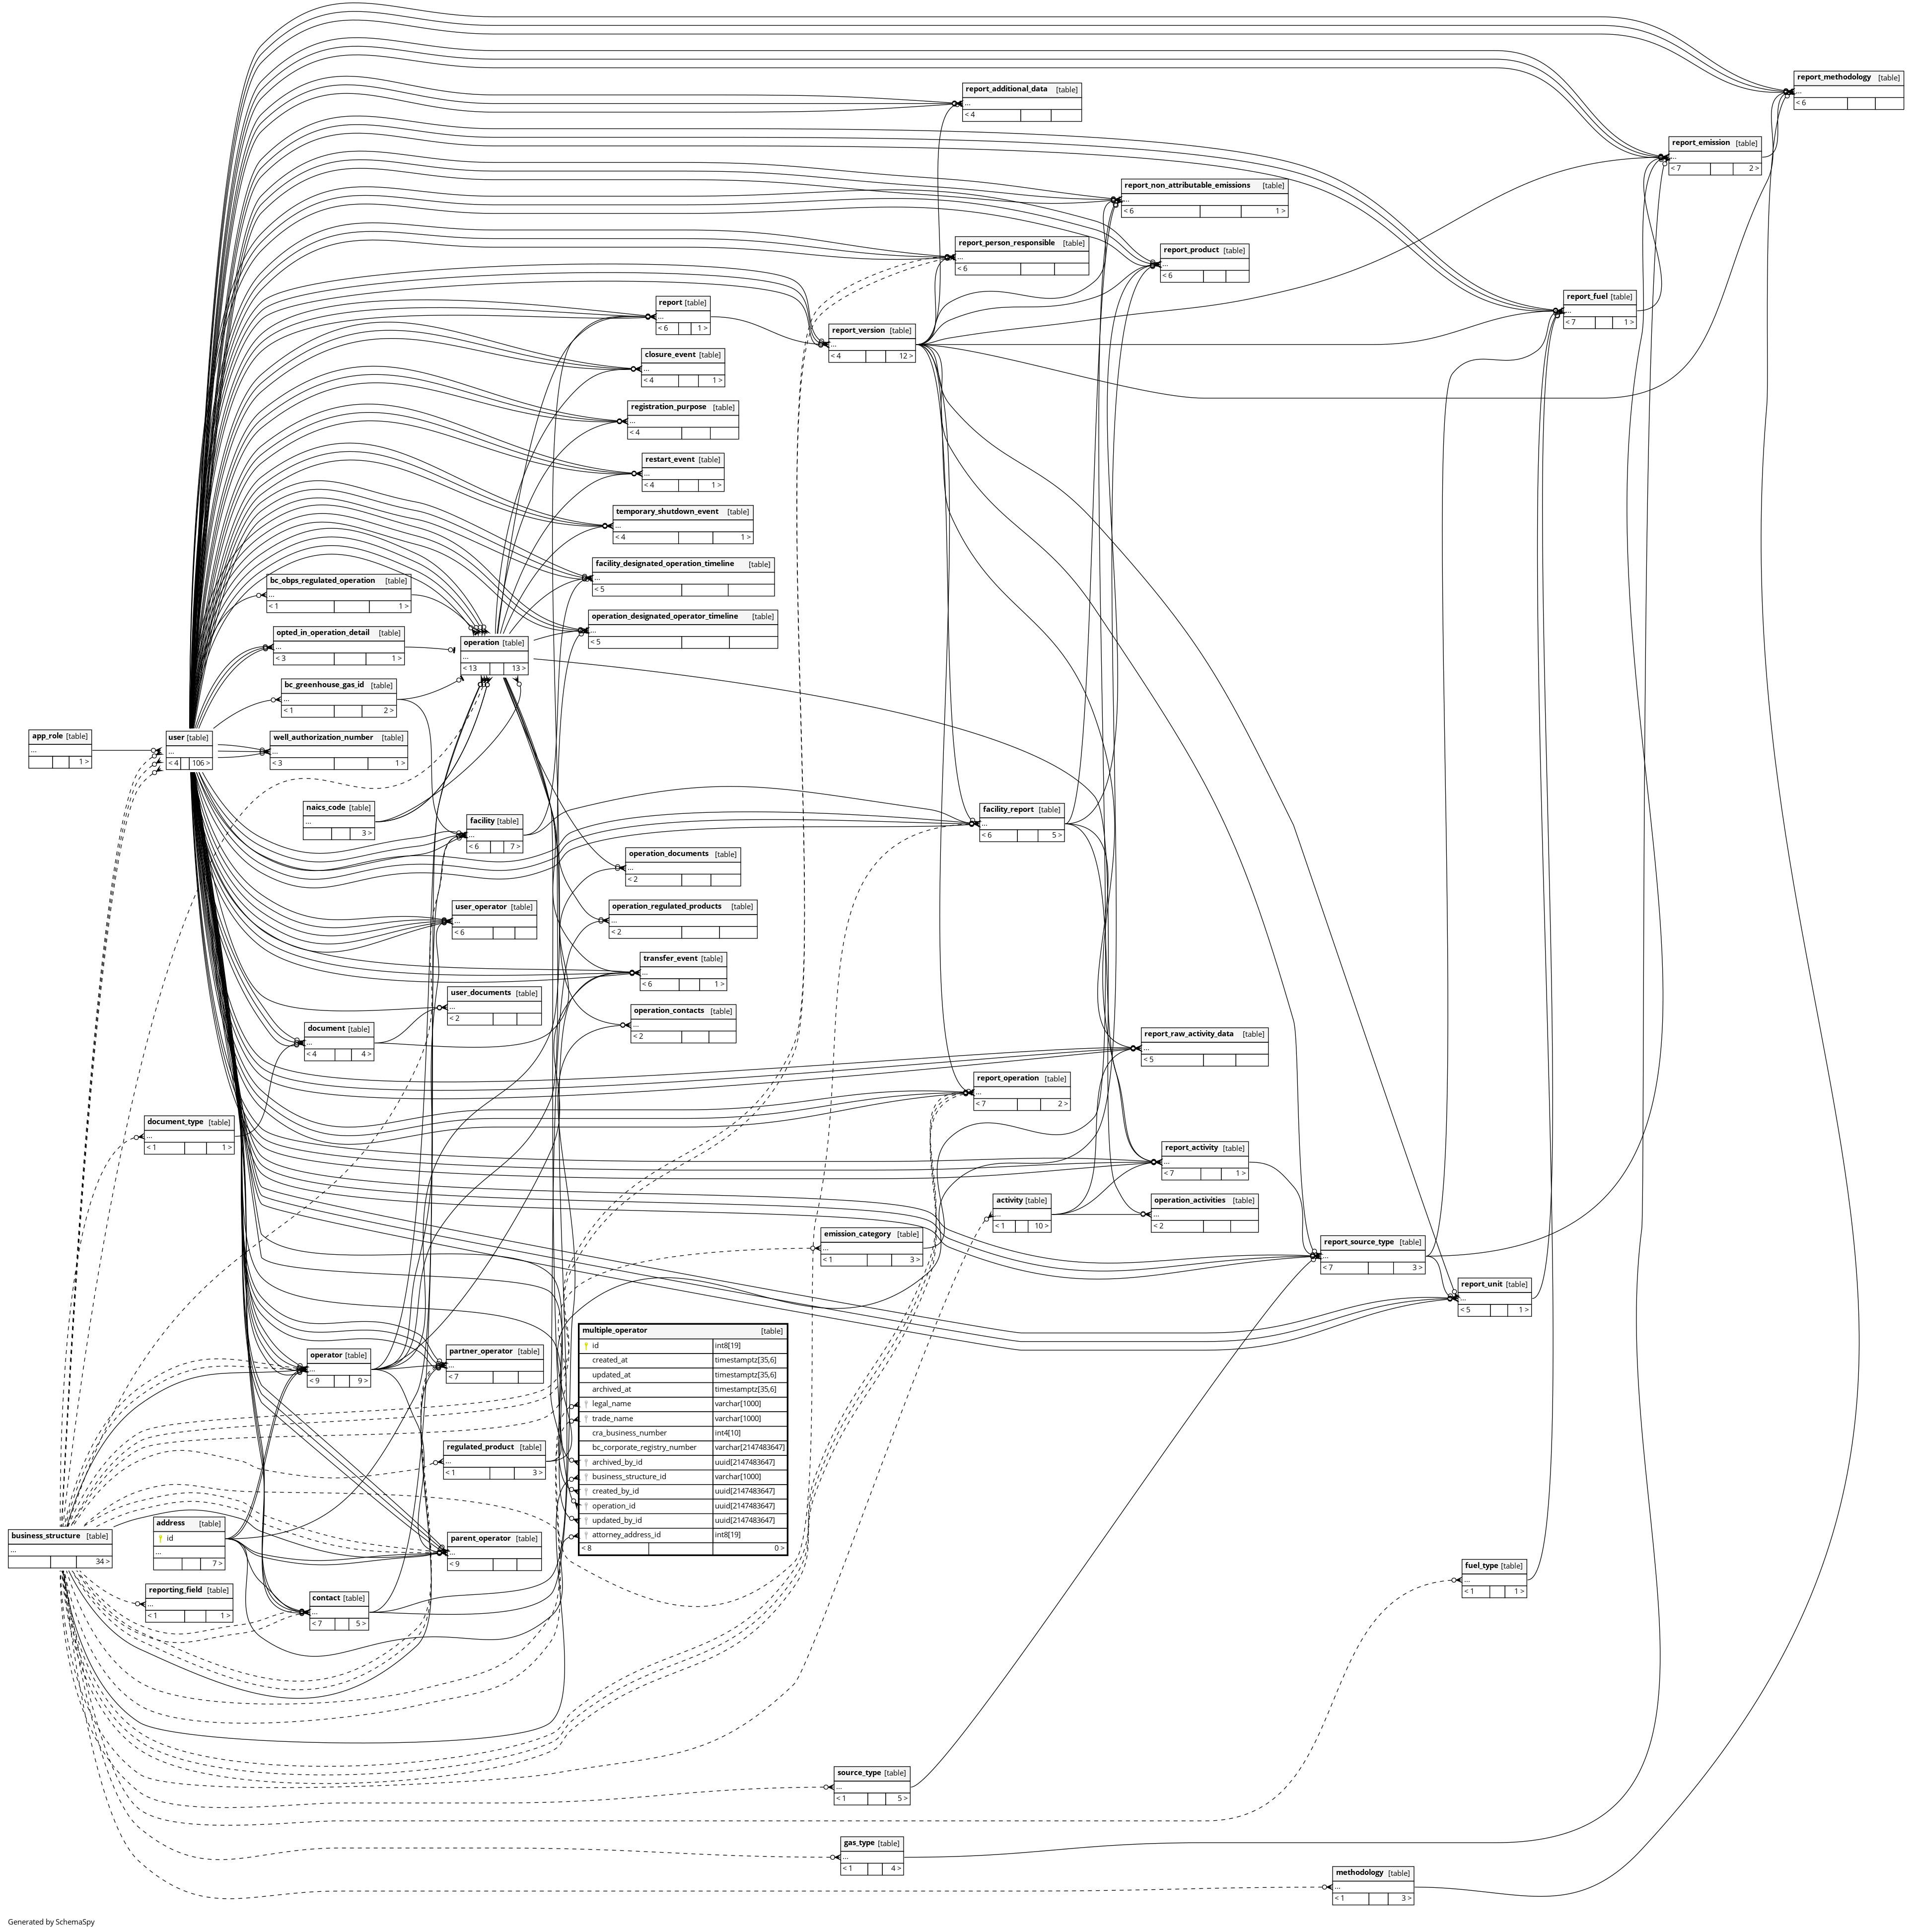 report_methodology [table]
...
< 6
report_additional_data [table]
...
< 4
report_emission [table]
...
< 7 2 >
report_non_attributable_emissions [table]
...
< 6 1 >
report_person_responsible [table]
...
< 6
report_product [table]
...
< 6
report_fuel [table]
...
< 7 1 >
report [table]
...
< 6 1 >
report_version [table]
...
< 4 12 >
closure_event [table]
...
< 4 1 >
registration_purpose [table]
...
< 4
restart_event [table]
...
< 4 1 >
temporary_shutdown_event [table]
...
< 4 1 >
facility_designated_operation_timeline [table]
...
< 5
bc_obps_regulated_operation [table]
...
< 1 1 >
operation_designated_operator_timeline [table]
...
< 5
opted_in_operation_detail [table]
...
< 3 1 >
operation [table]
...
< 13 13 >
bc_greenhouse_gas_id [table]
...
< 1 2 >
app_role [table]
...
1 >
user [table]
...
< 4 106 >
well_authorization_number [table]
...
< 3 1 >
naics_code [table]
...
3 >
facility [table]
...
< 6 7 >
facility_report [table]
...
< 6 5 >
operation_documents [table]
...
< 2
user_operator [table]
...
< 6
operation_regulated_products [table]
...
< 2
transfer_event [table]
...
< 6 1 >
user_documents [table]
...
< 2
operation_contacts [table]
...
< 2
document [table]
...
< 4 4 >
report_raw_activity_data [table]
...
< 5
report_operation [table]
...
< 7 2 >
document_type [table]
...
< 1 1 >
report_activity [table]
...
< 7 1 >
activity [table]
...
< 1 10 >
operation_activities [table]
...
< 2
emission_category [table]
...
< 1 3 >
report_source_type [table]
...
< 7 3 >
report_unit [table]
...
< 5 1 >
multiple_operator [table]
id int8[19]
created_at timestamptz[35,6]
updated_at timestamptz[35,6]
archived_at timestamptz[35,6]
legal_name varchar[1000]
trade_name varchar[1000]
cra_business_number int4[10]
bc_corporate_registry_number varchar[2147483647]
archived_by_id uuid[2147483647]
business_structure_id varchar[1000]
created_by_id uuid[2147483647]
operation_id uuid[2147483647]
updated_by_id uuid[2147483647]
attorney_address_id int8[19]
< 8 0 >
operator [table]
...
< 9 9 >
partner_operator [table]
...
< 7
regulated_product [table]
...
< 1 3 >
business_structure [table]
...
34 >
address [table]
id
...
7 >
parent_operator [table]
...
< 9
reporting_field [table]
...
< 1 1 >
contact [table]
...
< 7 5 >
fuel_type [table]
...
< 1 1 >
source_type [table]
...
< 1 5 >
gas_type [table]
...
< 1 4 >
methodology [table]
...
< 1 3 >
Generated by SchemaSpy